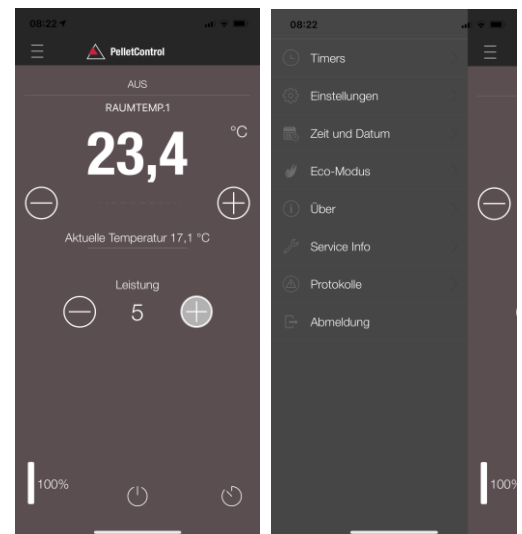 08:22
PelletControl
AUS
RAUMTEMP.1
23,4 °C
Aktuelle Temperatur 17,1 °C
Leistung
5
100%
08:22
Timers
Einstellungen
Zeit und Datum
Eco-Modus
Über
Service Info
Protokolle
Abmeldung
100%